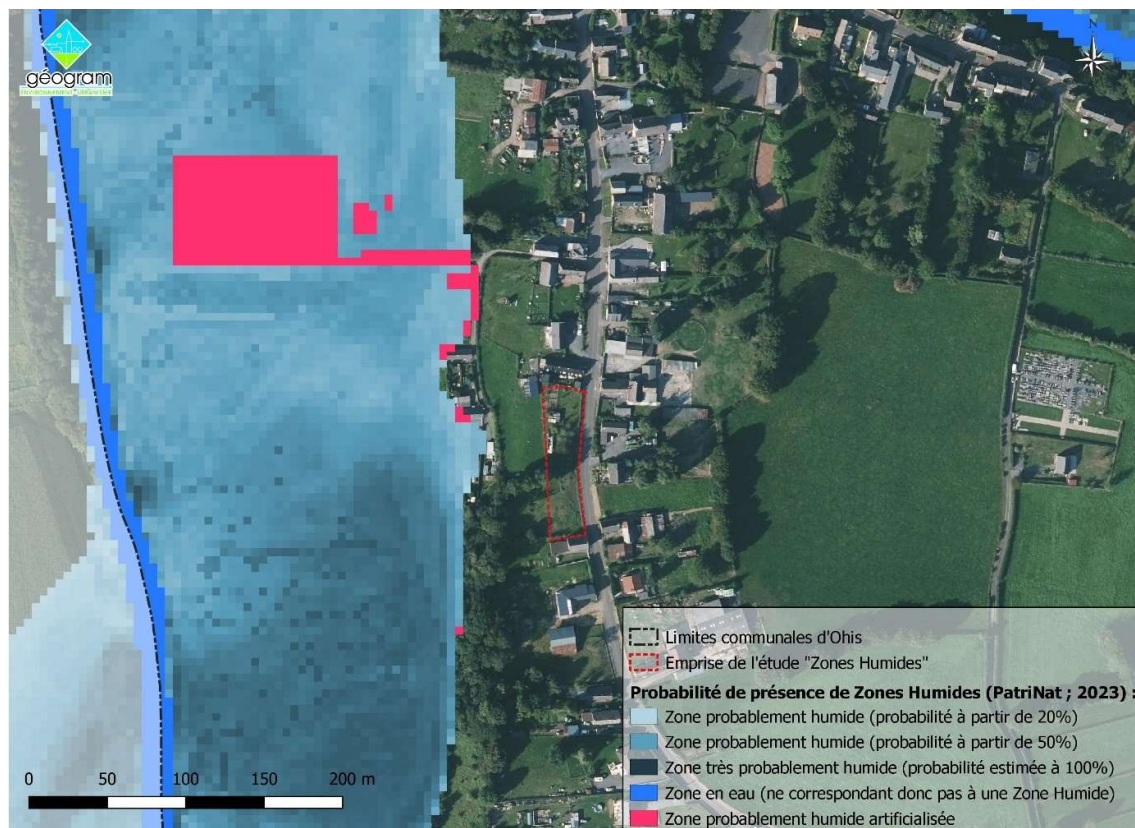 géogram
ENVIRONNEMENT + URBANISME
N
Limites communales d'Ohis
Emprise de l'étude "Zones Humides"
Probabilité de présence de Zones Humides (PatriNat ; 2023) :
Zone probablement humide (probabilité à partir de 20%)
Zone probablement humide (probabilité à partir de 50%)
Zone très probablement humide (probabilité estimée à 100%)
Zone en eau (ne correspondant donc pas à une Zone Humide)
Zone probablement humide artificialisée
0 50 100 150 200 m